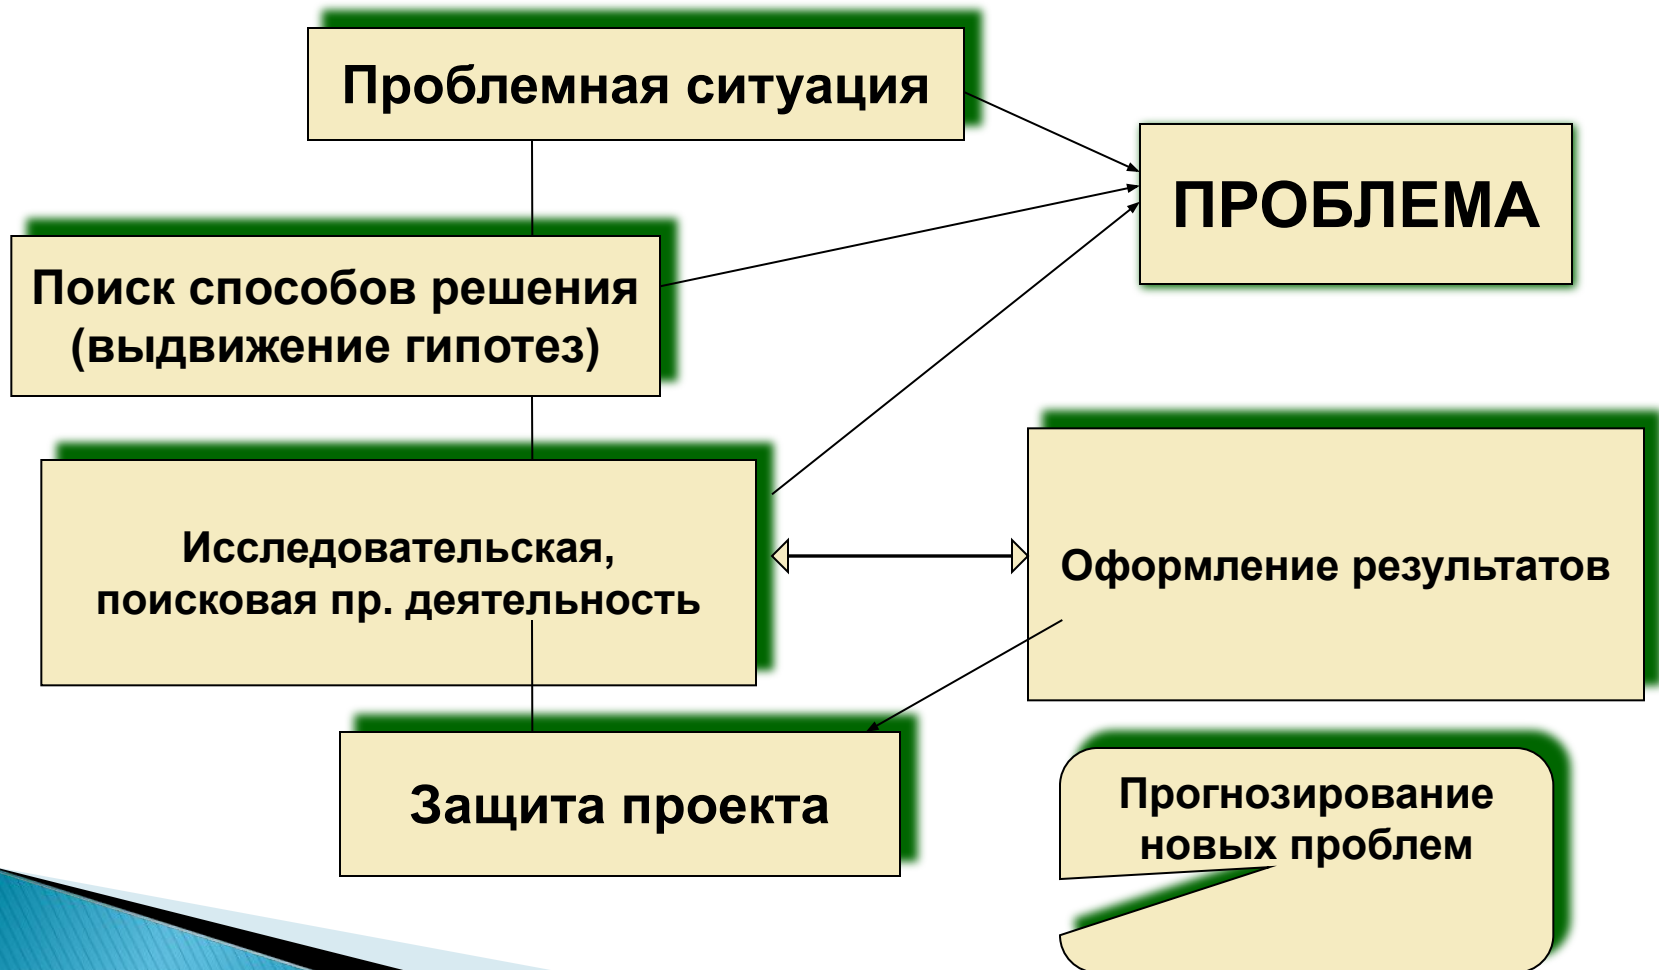 Проблемная ситуация
ПРОБЛЕМА
Поиск способов решения
(выдвижение гипотез)
Исследовательская,
поисковая пр. деятельность
Оформление результатов
Защита проекта
Прогнозирование
новых проблем